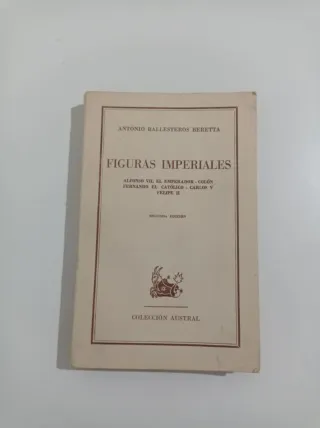 ANTONIO BALLESTEROS BERETTA
FIGURAS IMPERIALES
ALFONSO VII, EL EMPERADOR - COLÓN
FERNANDO EL CATÓLICO - CARLOS V
FELIPE II
SEGUNDA EDICIÓN
COLECCIÓN AUSTRAL